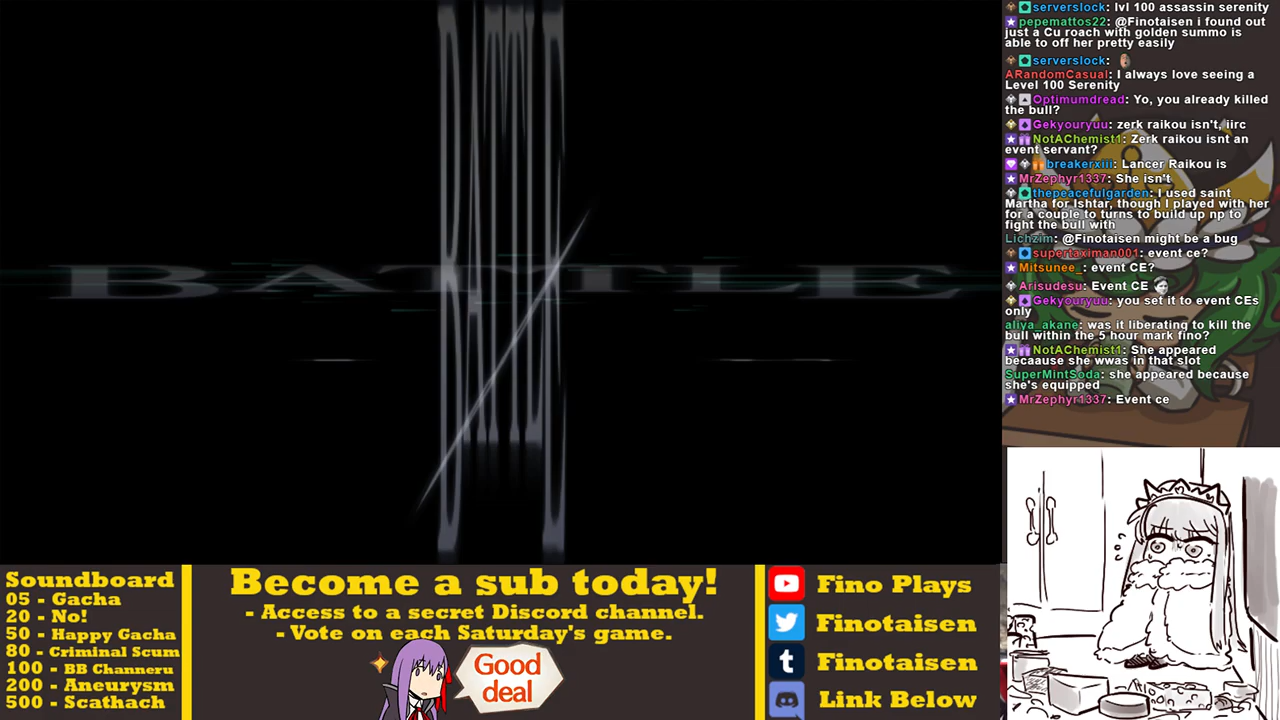 BATTLE
serverslock: lvl 100 assassin serenity
pepemattos22: @Finotaisen i found out
just a Cu roach with golden summo is
able to off her pretty easily
serverslock:
ARandomCasual: I always love seeing a
Level 100 Serenity
Optimumdread: Yo, you already killed
the bull?
Gekyouryuu: zerk raikou isn't, iirc
NotAChemist1: Zerk raikou isnt an
event servant?
breakerxiii: Lancer Raikou is
MrZephyr1337: She isn't
thepeacefulgarden: I used saint
Martha for Ishtar, though I played with her
for a couple to turns to build up np to
fight the bull with
Lichzim: @Finotaisen might be a bug
supertaximan001: event ce?
Mitsunee_: event CE?
Arisudesu: Event CE
Gekyouryuu: you set it to event CEs
only
aliya_akane: was it liberating to kill the
bull within the 5 hour mark fino?
NotAChemist1: She appeared
becaause she wwas in that slot
SuperMintSoda: she appeared because
she's equipped
MrZephyr1337: Event ce
Soundboard
05 - Gacha
20 - No!
50 - Happy Gacha
80 - Criminal Scum
100 - BB Channeru
200 - Aneurysm
500 - Scathach
Become a sub today!
- Access to a secret Discord channel.
- Vote on each Saturday's game.
Good
deal
Fino Plays
Finotaisen
Finotaisen
Link Below